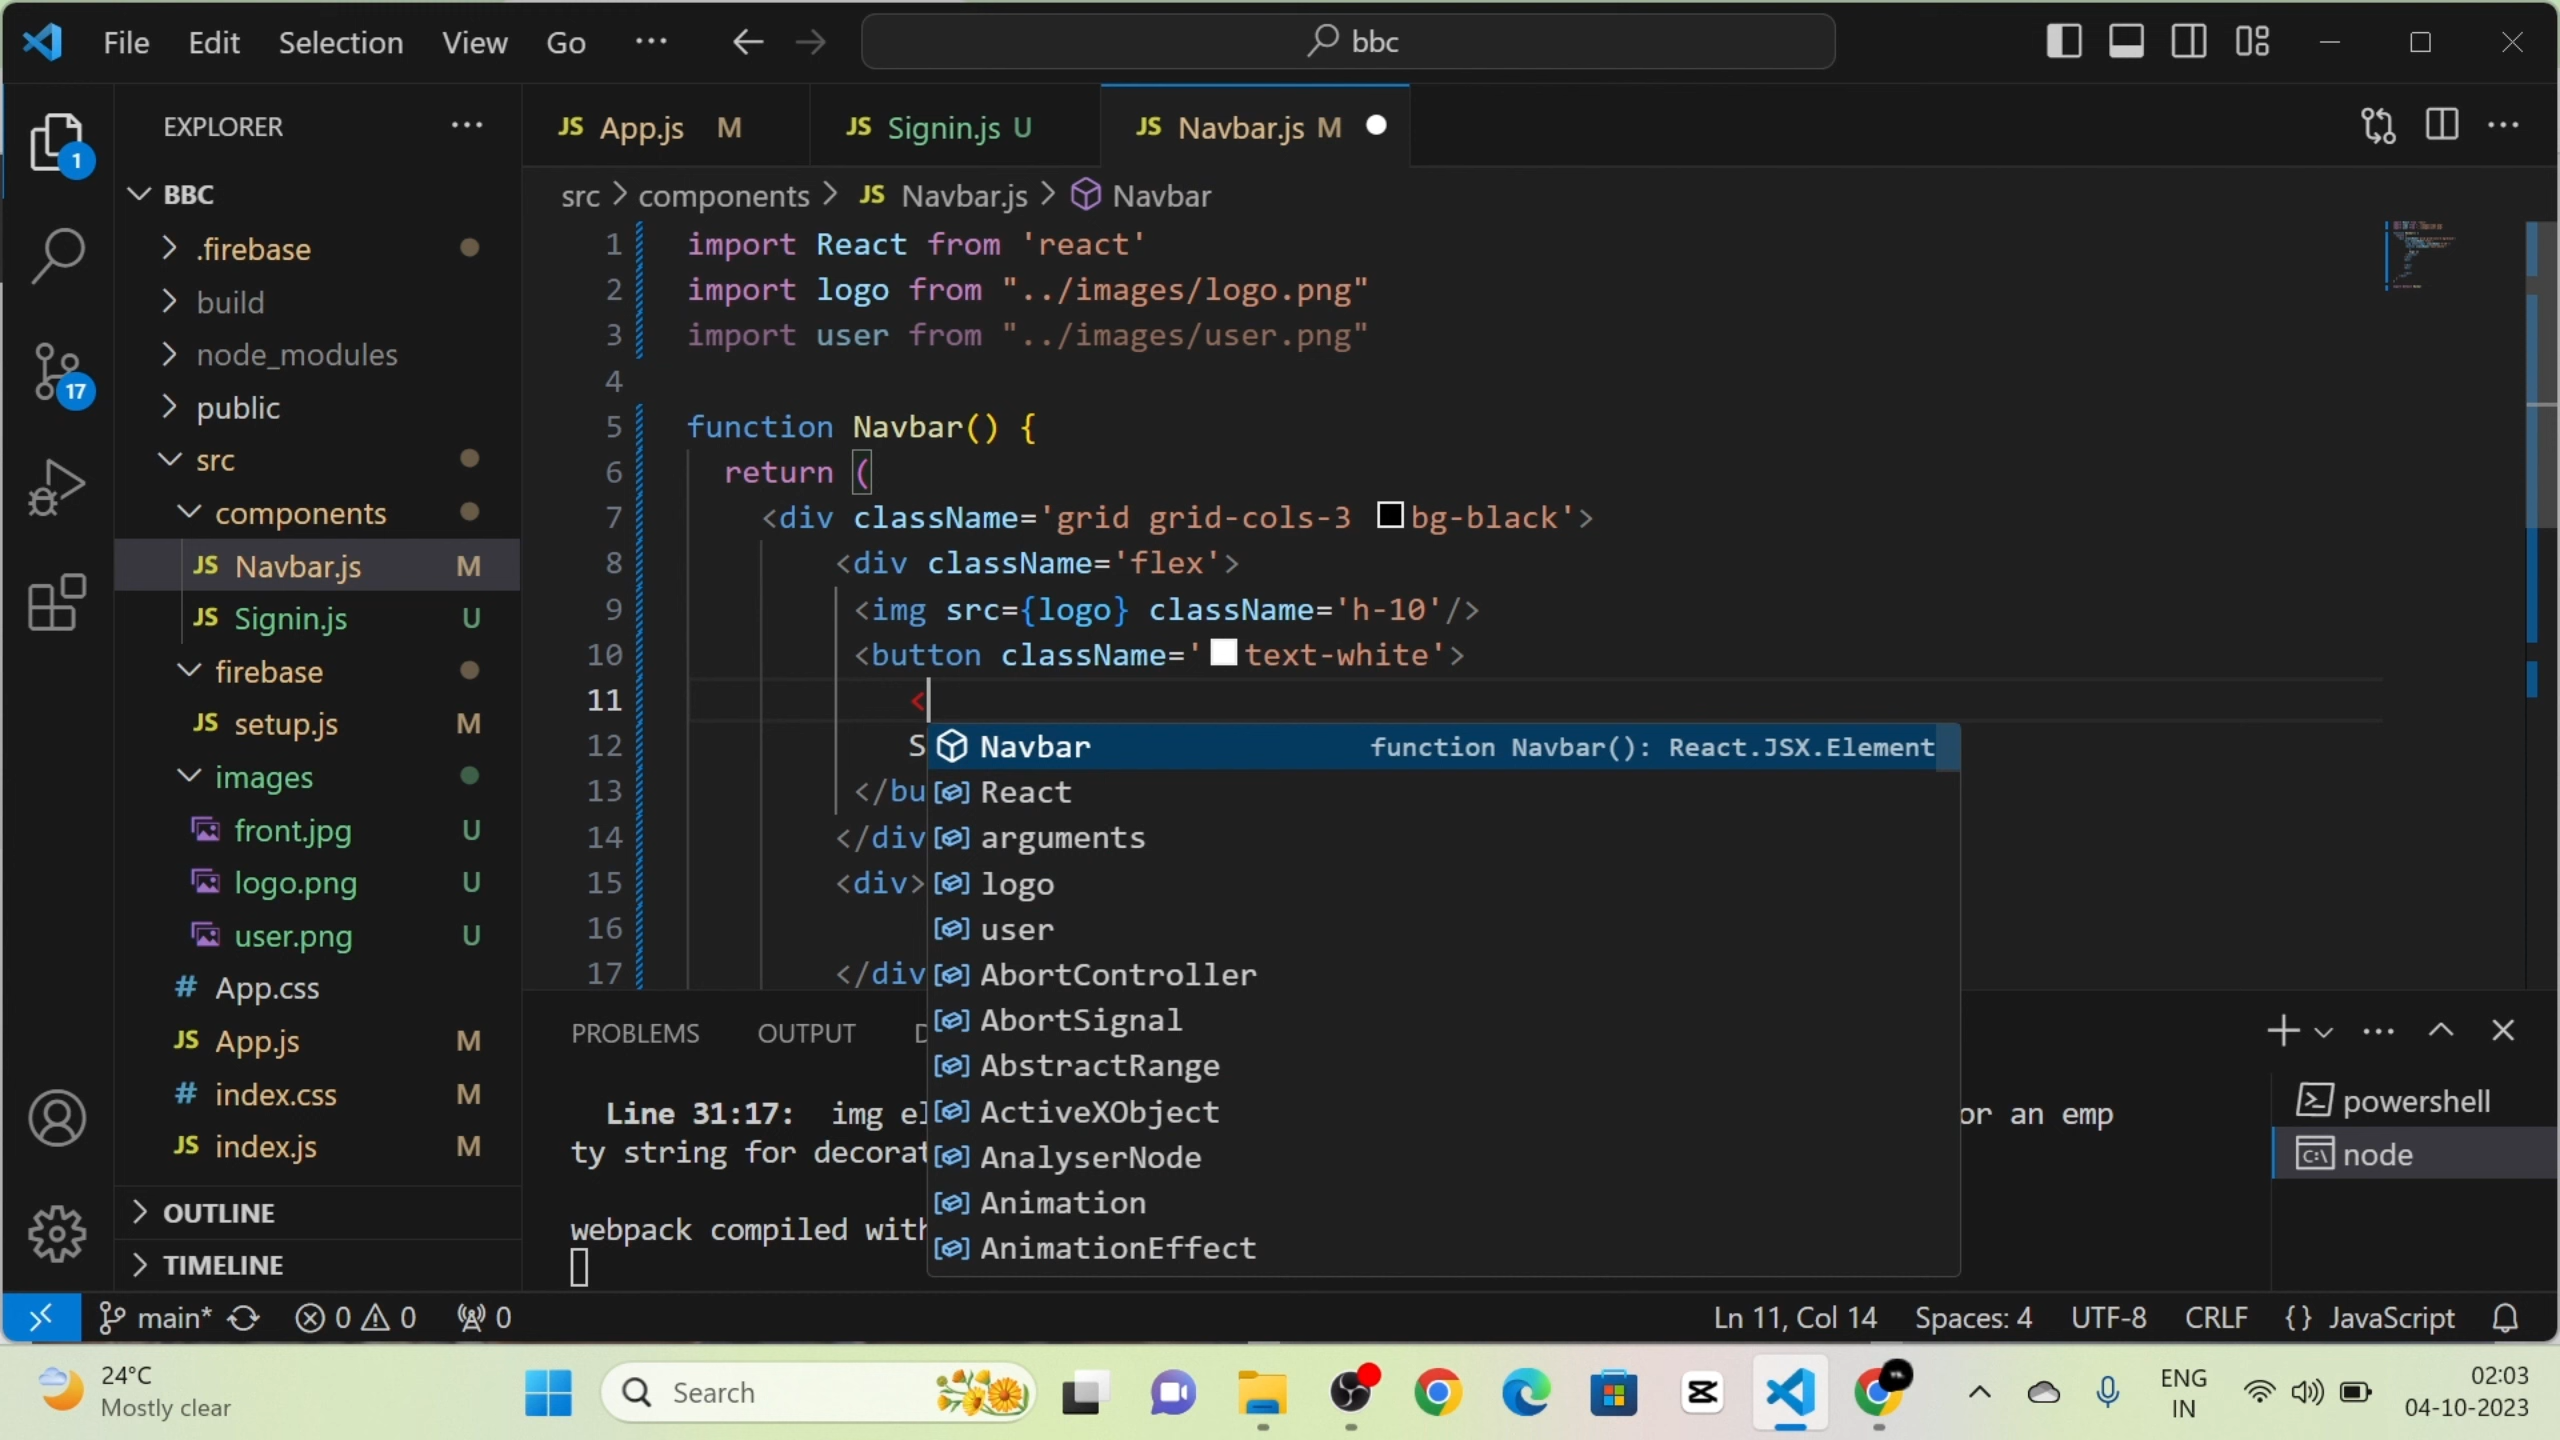 File Edit Selection View Go ... bbc
EXPLORER ...
BBC
.firebase
build
node_modules
public
src
components
JS Navbar.js M
JS Signin.js U
firebase
JS setup.js M
images
front.jpg U
logo.png U
user.png U
# App.css
JS App.js M
# index.css M
JS index.js M
OUTLINE
TIMELINE
1
17
JS App.js M JS Signin.js U JS Navbar.js M
src > components > JS Navbar.js > Navbar
1 import React from 'react'
2 import logo from "../images/logo.png"
3 import user from "../images/user.png"
4
5 function Navbar() {
6 return (
7 <div className='grid grid-cols-3 bg-black'>
8 <div className='flex'>
9 <img src={logo} className='h-10'/>
10 <button className='text-white'>
11 <
12 S
13 </bu
14 </div
15 <div>
16
17 </div
Navbar function Navbar(): React.JSX.Element
React
arguments
logo
user
AbortController
AbortSignal
AbstractRange
ActiveXObject
AnalyserNode
Animation
AnimationEffect
PROBLEMS OUTPUT D
Line 31:17: img el or an emp
ty string for decorat
webpack compiled with
powershell
node
main* 0 0 0 Ln 11, Col 14 Spaces: 4 UTF-8 CRLF {} JavaScript
24°C
Mostly clear
Search
ENG
IN
02:03
04-10-2023